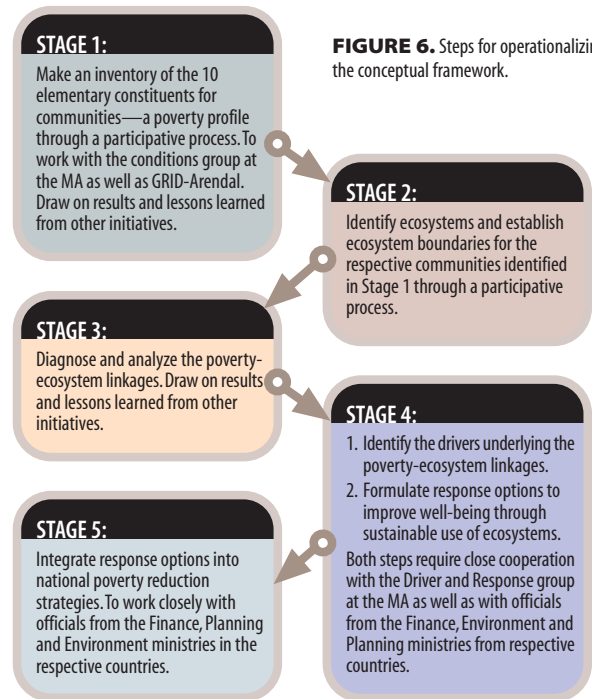 STAGE 1:
Make an inventory of the 10
elementary constituents for
communities—a poverty profile
through a participative process. To
work with the conditions group at
the MA as well as GRID-Arendal.
Draw on results and lessons learned
from other initiatives.
FIGURE 6. Steps for operationalizin
the conceptual framework.
STAGE 2:
Identify ecosystems and establish
ecosystem boundaries for the
respective communities identified
in Stage 1 through a participative
process.
STAGE 3:
Diagnose and analyze the poverty-
ecosystem linkages. Draw on results
and lessons learned from other
initiatives.
STAGE 4:
1. Identify the drivers underlying the
poverty-ecosystem linkages.
2. Formulate response options to
improve well-being through
sustainable use of ecosystems.
Both steps require close cooperation
with the Driver and Response group
at the MA as well as with officials
from the Finance, Environment and
Planning ministries from respective
countries.
STAGE 5:
Integrate response options into
national poverty reduction
strategies. To work closely with
officials from the Finance, Planning
and Environment ministries in the
respective countries.